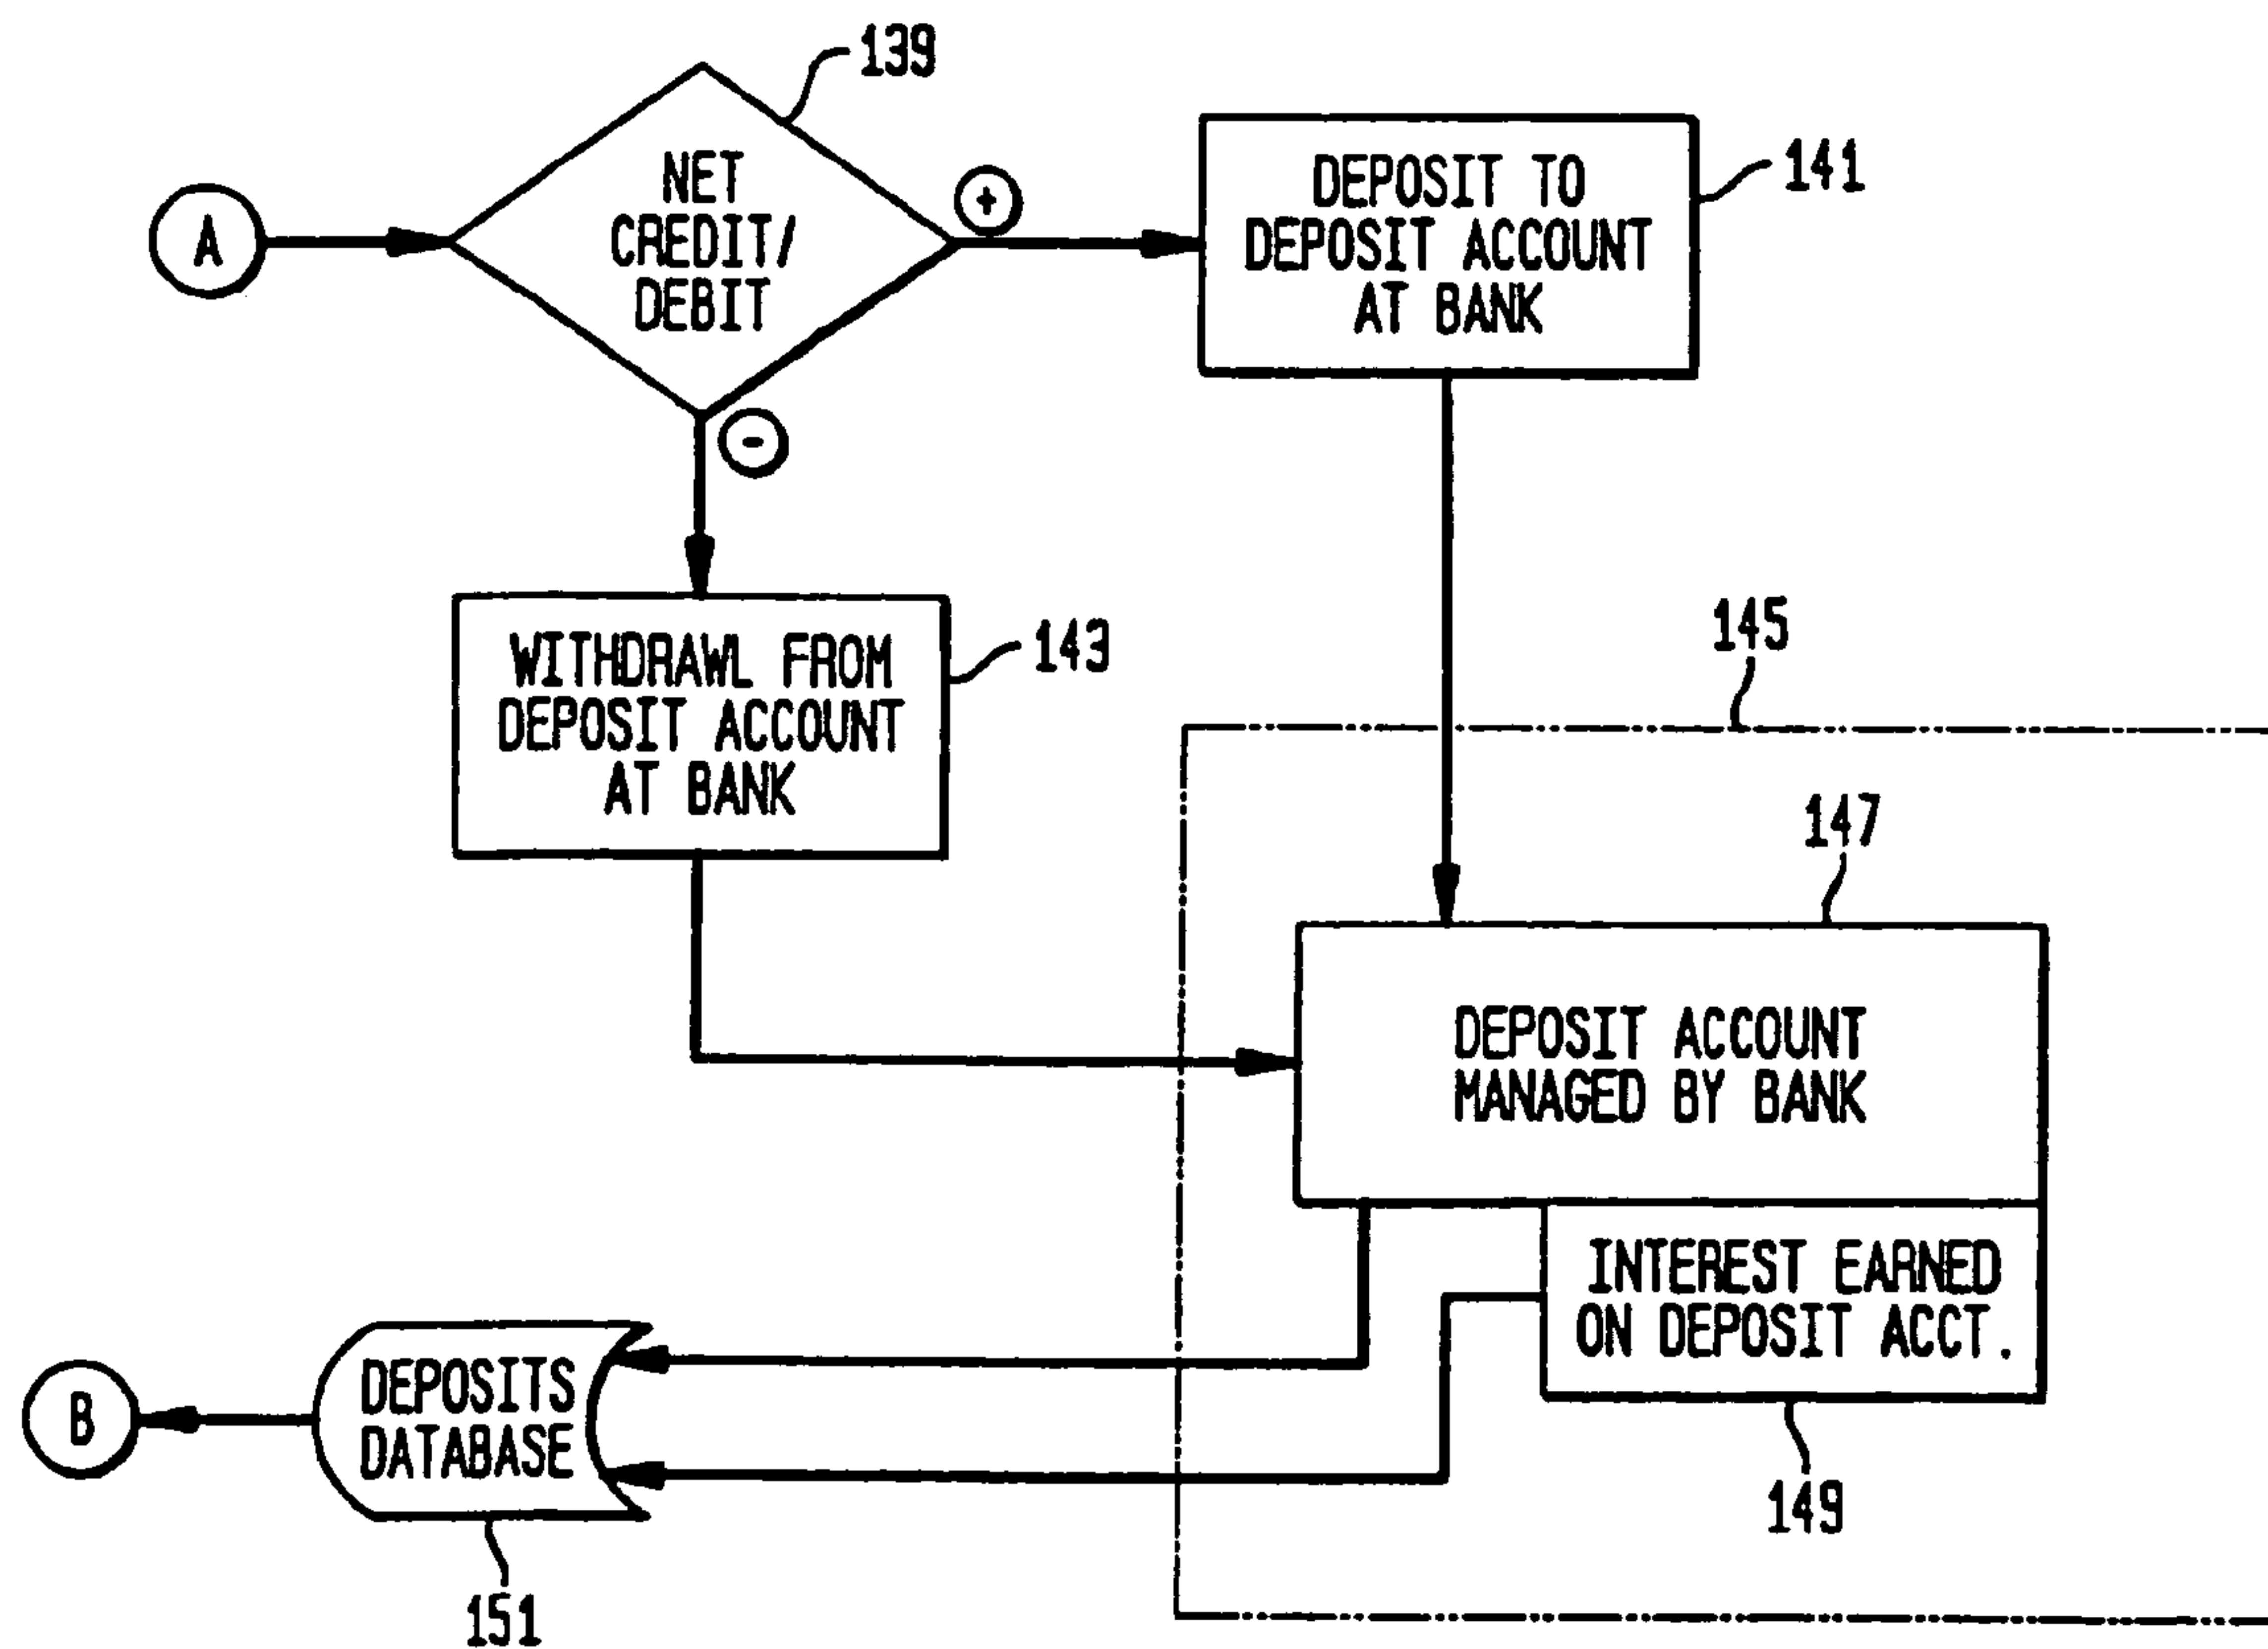 139
A
NET
CREDIT/
DEBIT
+
DEPOSIT TO
DEPOSIT ACCOUNT
AT BANK
141
-
WITHDRAWL FROM
DEPOSIT ACCOUNT
AT BANK
143
145
147
DEPOSIT ACCOUNT
MANAGED BY BANK
INTEREST EARNED
ON DEPOSIT ACCT.
149
DEPOSITS
DATABASE
B
151